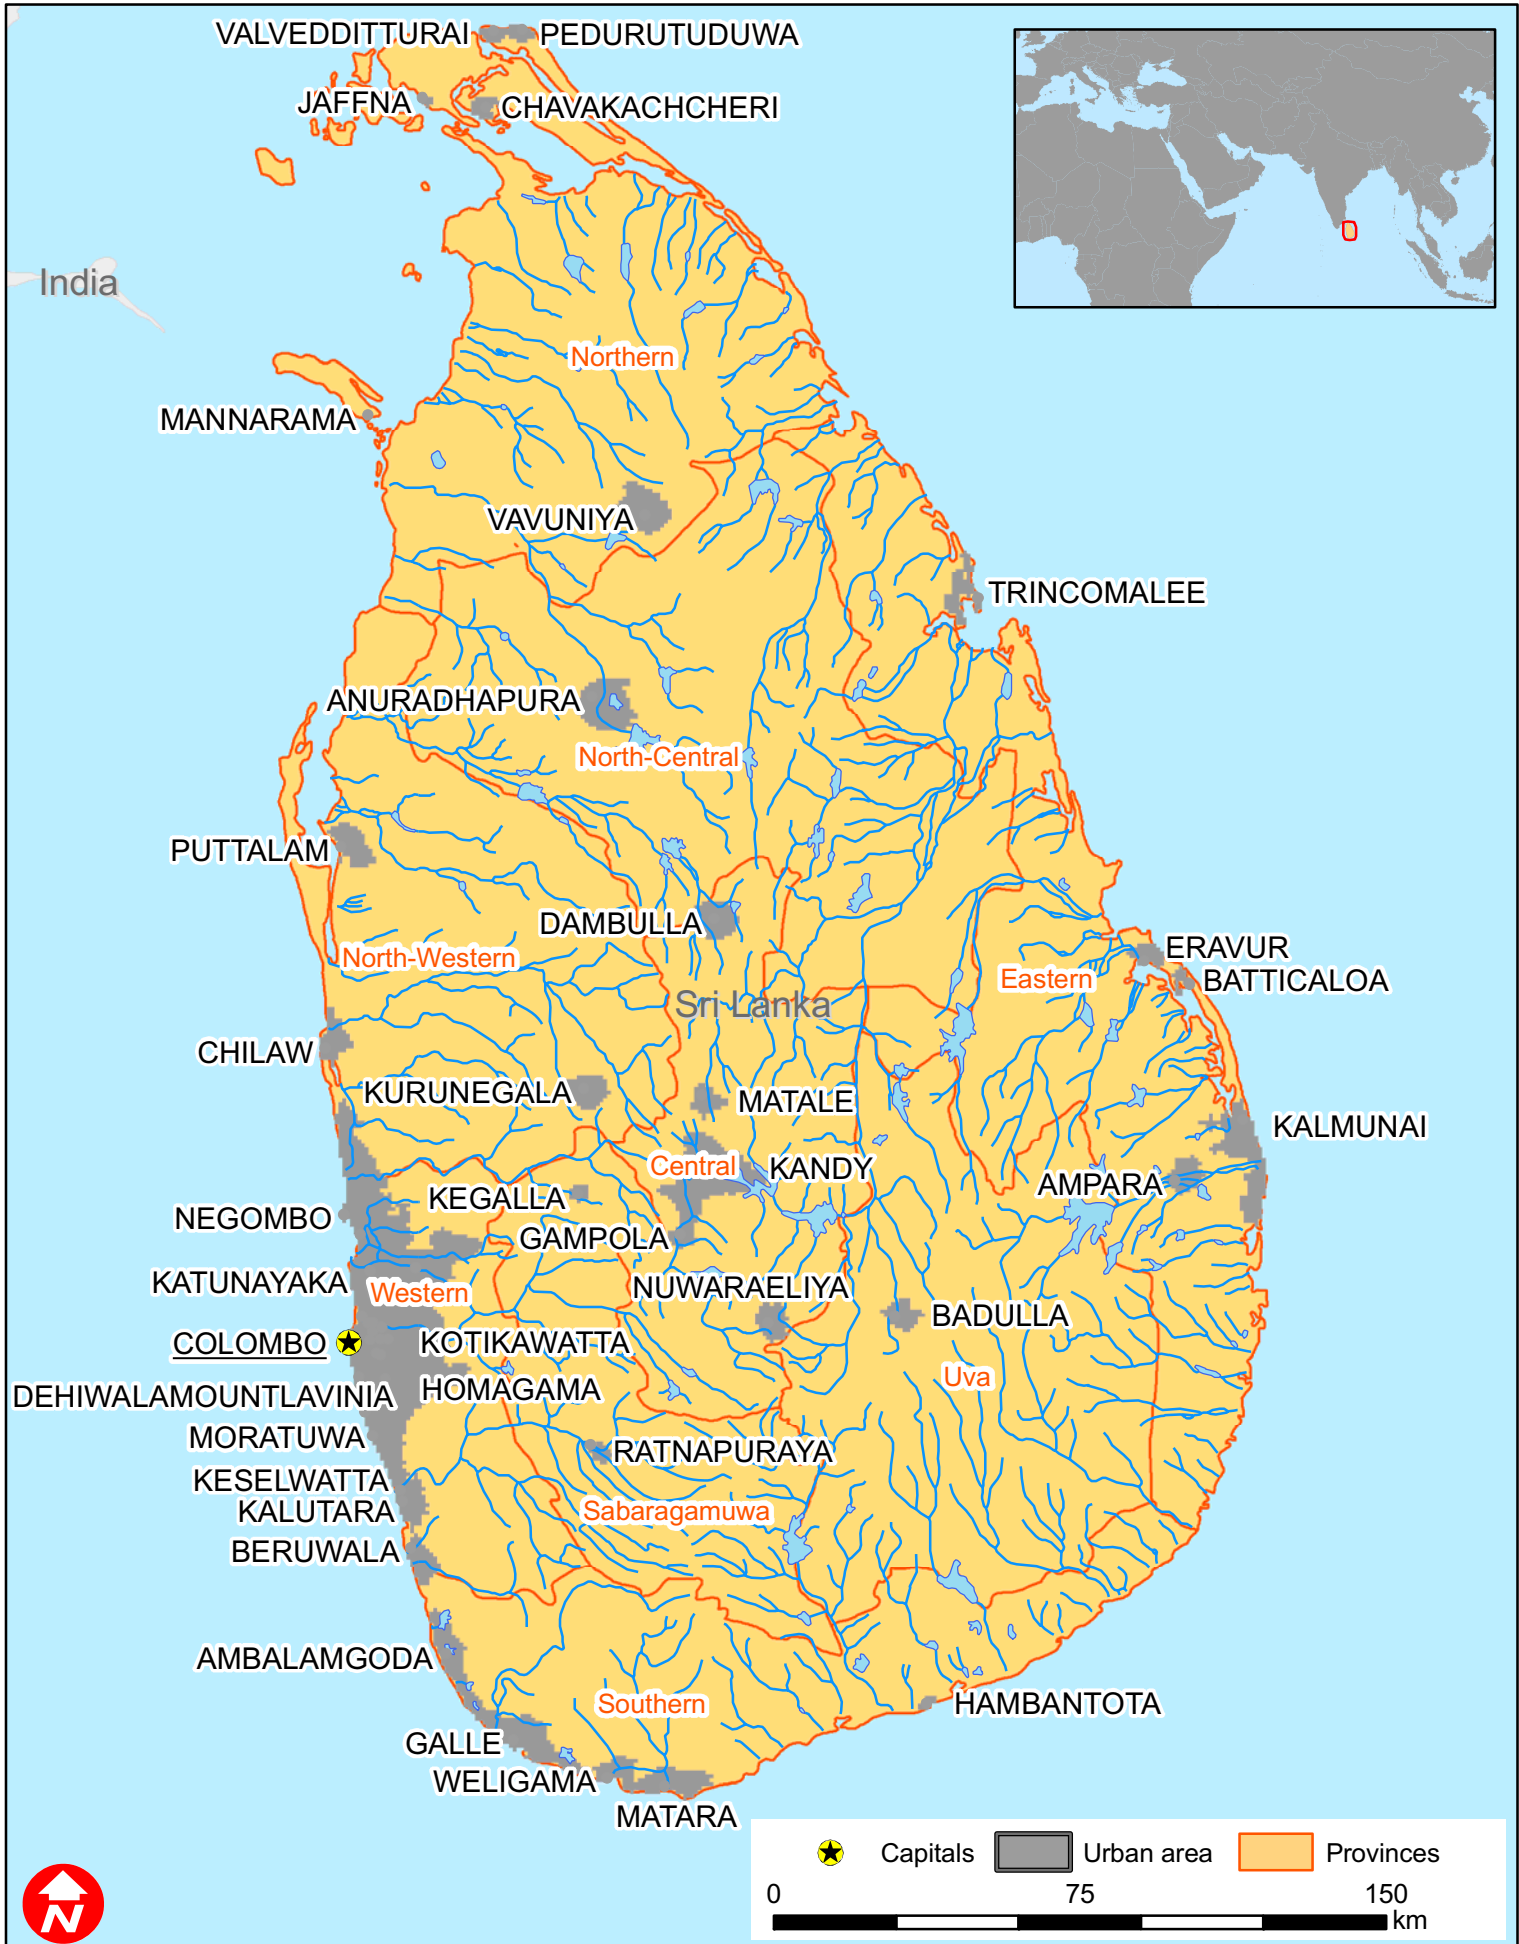 VALVEDDITTURAI
PEDURUTUDUWA
JAFFNA
CHAVAKACHCHERI
India
Northern
MANNARAMA
VAVUNIYA
TRINCOMALEE
ANURADHAPURA
North-Central
PUTTALAM
DAMBULLA
North-Western
ERAVUR
Eastern
BATTICALOA
Sri Lanka
CHILAW
KURUNEGALA
MATALE
KALMUNAI
Central
KANDY
AMPARA
KEGALLA
NEGOMBO
GAMPOLA
KATUNAYAKA
Western
NUWARAELIYA
BADULLA
COLOMBO
KOTIKAWATTA
Uva
DEHIWALAMOUNTLAVINIA
HOMAGAMA
MORATUWA
RATNAPURAYA
KESELWATTA
KALUTARA
Sabaragamuwa
BERUWALA
AMBALAMGODA
Southern
HAMBANTOTA
GALLE
WELIGAMA
MATARA
Capitals
Urban area
Provinces
0 75 150
km
N